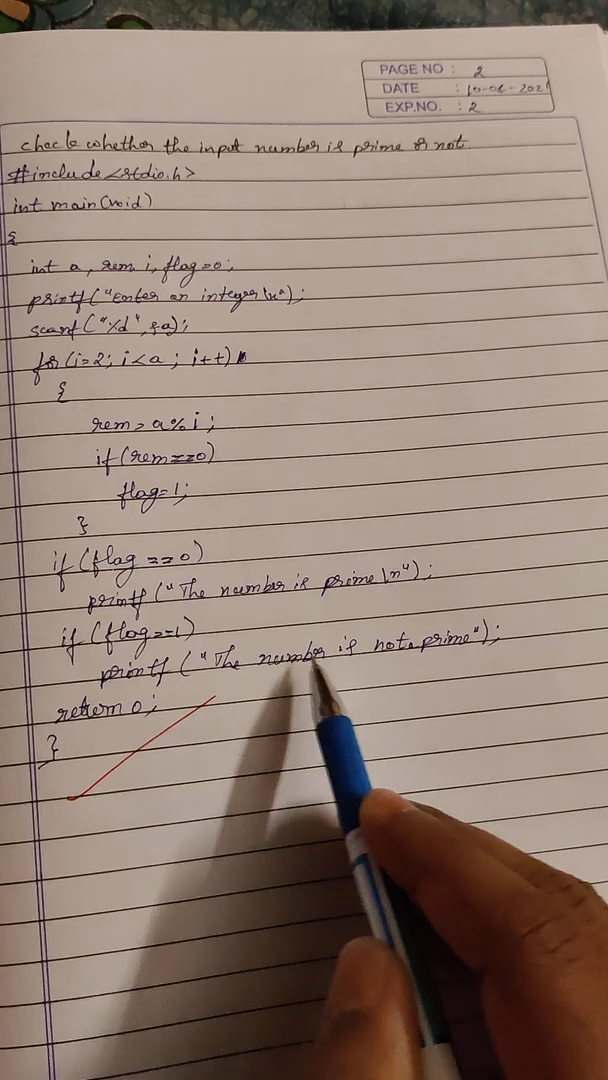 PAGE NO : 2
DATE : 10-01-2021
EXP.NO. : 2
check whether the input number is prime or not
#include <stdio.h>
int main(void)
{
int a, rem, i, flag=0;
printf("Enter an integer\n");
scanf("%d",&a);
for(i=2; i<a ; i++)
{
rem=a%i;
if(rem==0)
flag=1;
}
if(flag==0)
printf("The number is prime\n");
if(flag==1)
printf("The number is not a prime");
return 0;
}